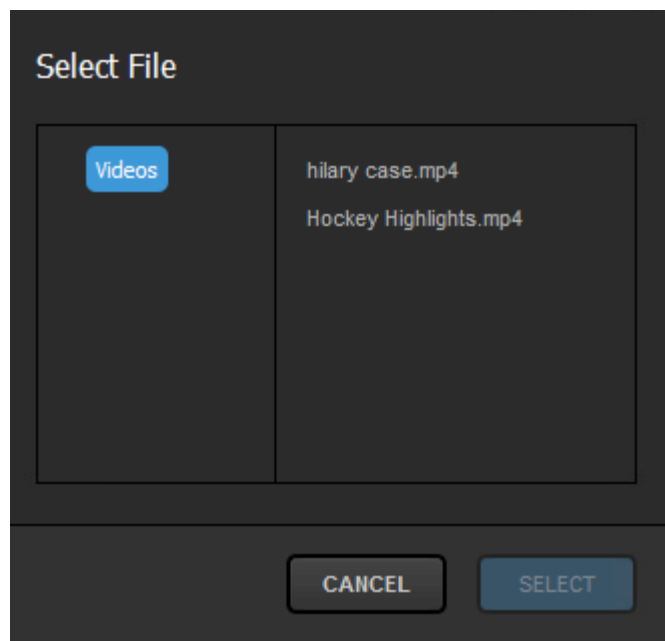 Select File
Videos
hilary case.mp4
Hockey Highlights.mp4
CANCEL
SELECT